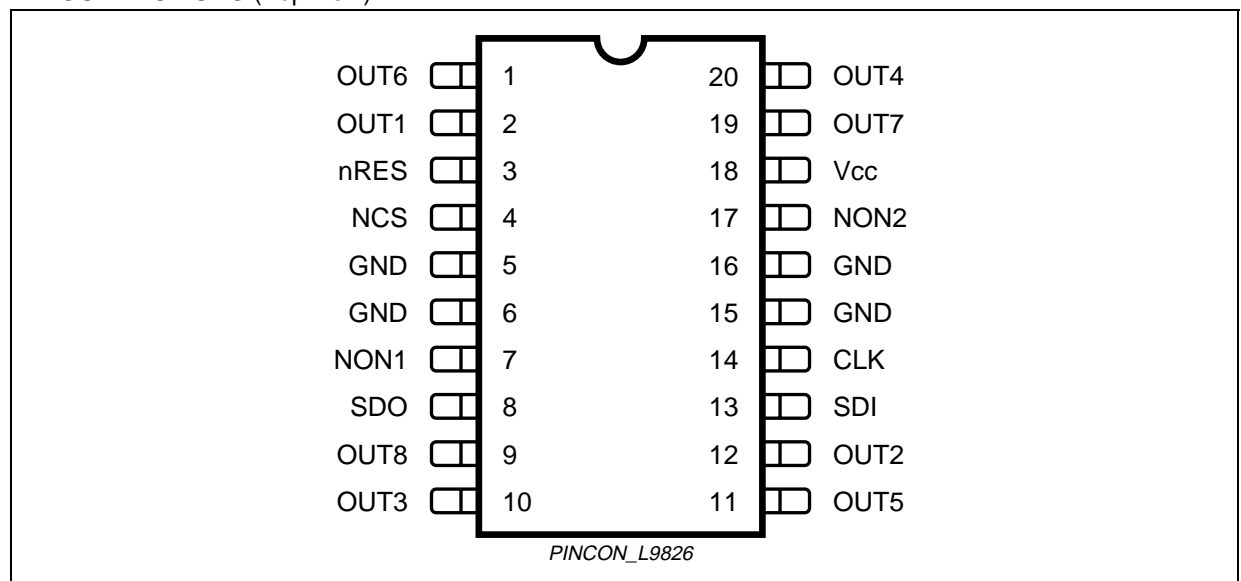 OUT6 1 20 OUT4
OUT1 2 19 OUT7
nRES 3 18 Vcc
NCS 4 17 NON2
GND 5 16 GND
GND 6 15 GND
NON1 7 14 CLK
SDO 8 13 SDI
OUT8 9 12 OUT2
OUT3 10 11 OUT5
PINCON_L9826